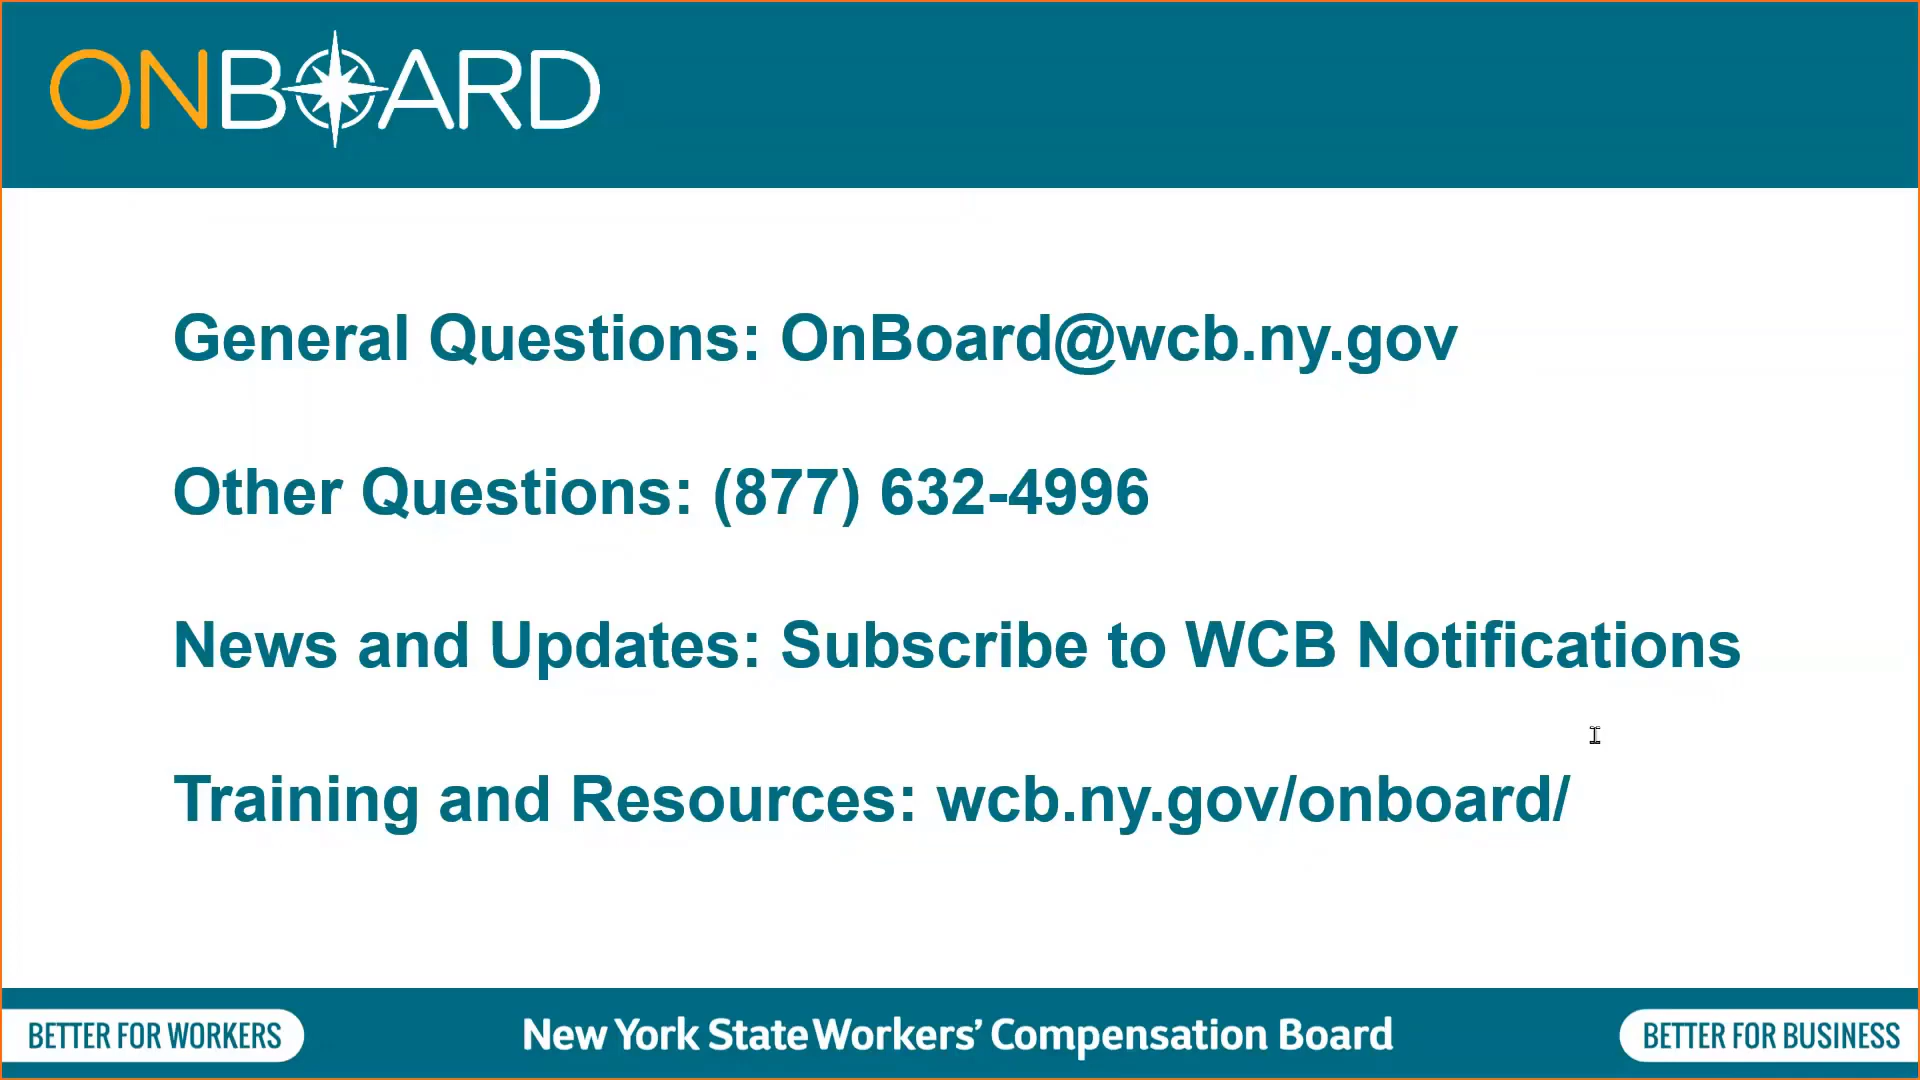 ONBOARD
General Questions: OnBoard@wcb.ny.gov
Other Questions: (877) 632-4996
News and Updates: Subscribe to WCB Notifications
Training and Resources: wcb.ny.gov/onboard/
BETTER FOR WORKERS
New York State Workers’ Compensation Board
BETTER FOR BUSINESS